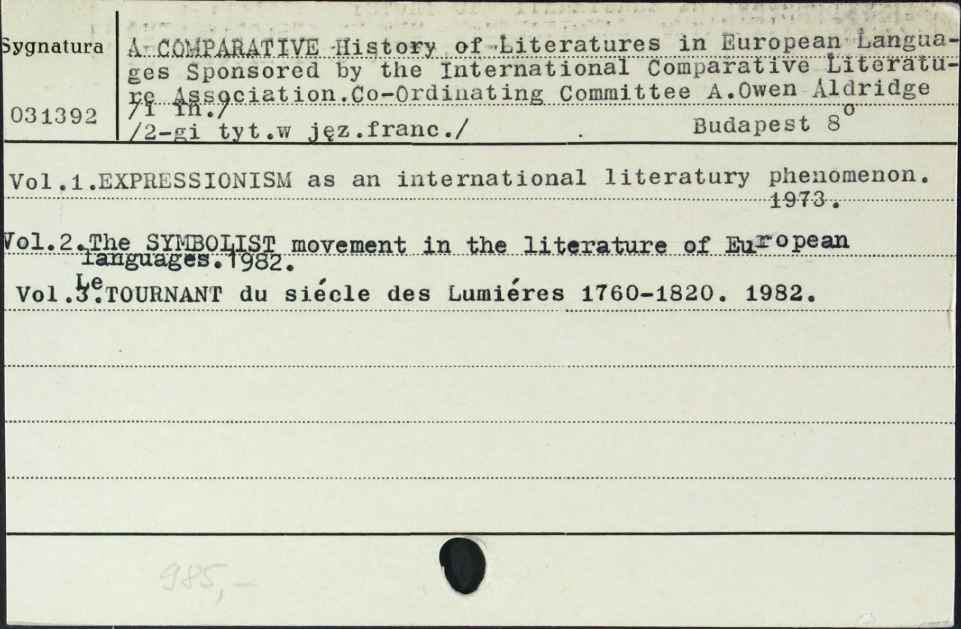 Sygnatura
031392
A COMPARATIVE History of Literatures in European Langua-
ges Sponsored by the International Comparative Literatu-
re Association.Co-Ordinating Committee A.Owen Aldridge
/i in./
/2-gi tyt.w jęz.franc./ Budapest 8°
Vol.1.EXPRESSIONISM as an international literatury phenomenon.
1973.
Vol.2.The SYMBOLIST movement in the literature of European
languages.1982.
Vol.3.Le TOURNANT du siécle des Lumiéres 1760-1820. 1982.
985,-